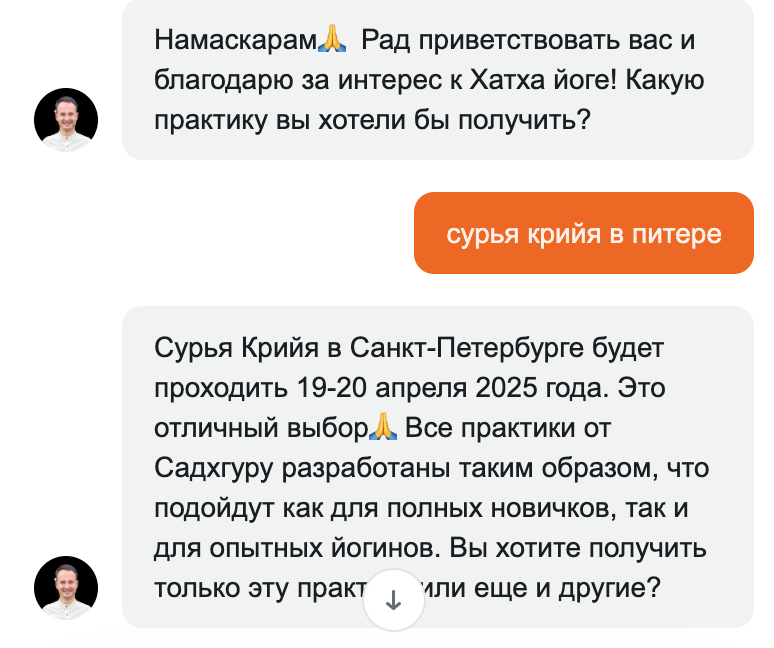 Намаскарам🙏 Рад приветствовать вас и
благодарю за интерес к Хатха йоге! Какую
практику вы хотели бы получить?
сурья крийя в питере
Сурья Крийя в Санкт-Петербурге будет
проходить 19-20 апреля 2025 года. Это
отличный выбор🙏 Все практики от
Садхгуру разработаны таким образом, что
подойдут как для полных новичков, так и
для опытных йогинов. Вы хотите получить
только эту практ или еще и другие?